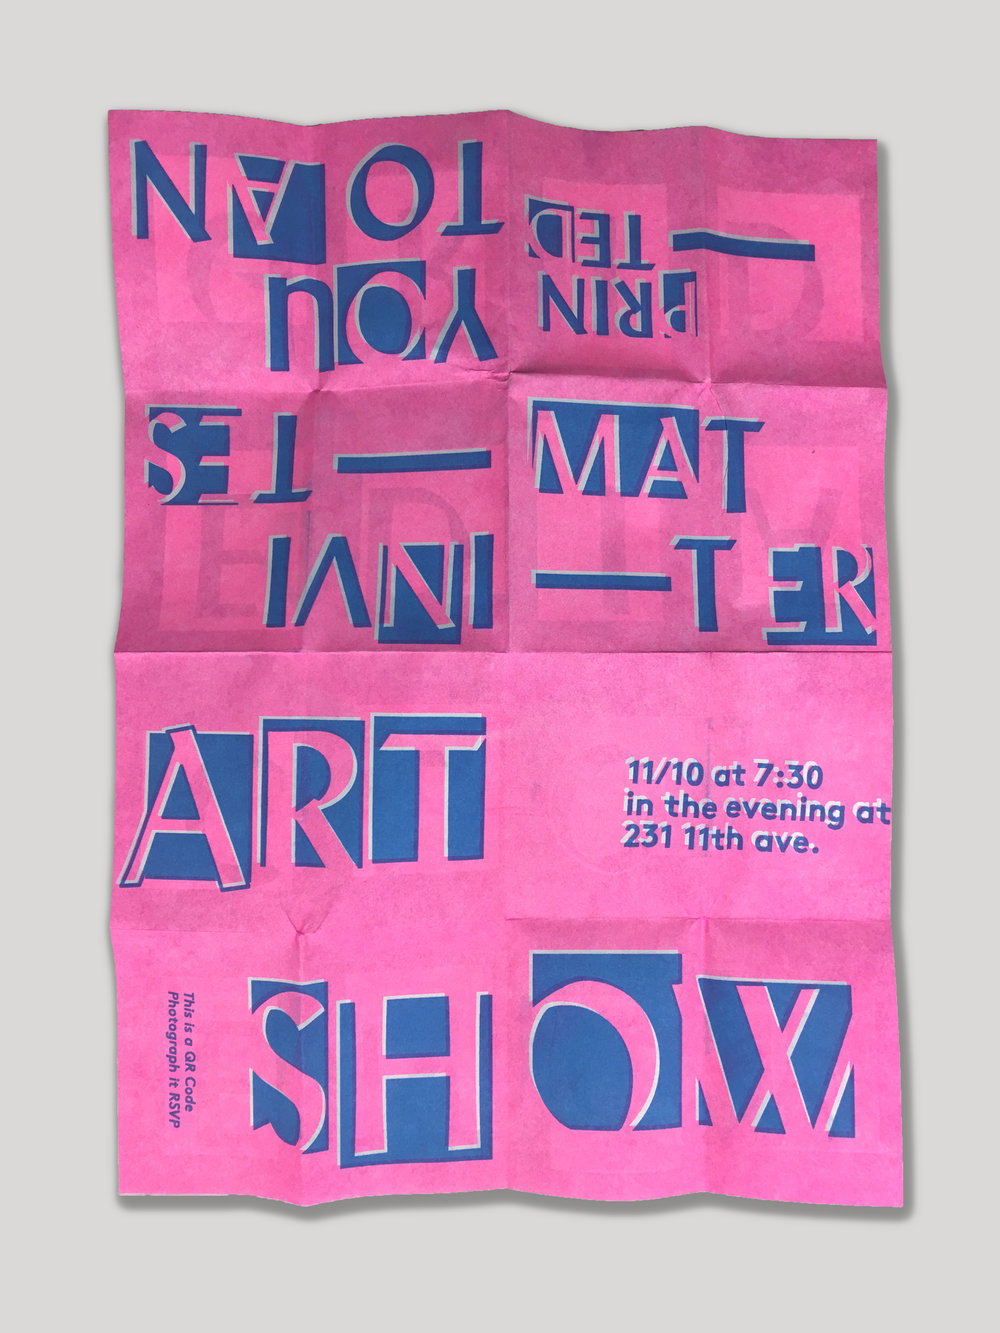 PRIN
—TED
MAT
—TER
INVI
—TES
YOU
TO AN
ART
SHOW
11/10 at 7:30
in the evening at
231 11th ave.
This is a QR Code
Photograph it RSVP